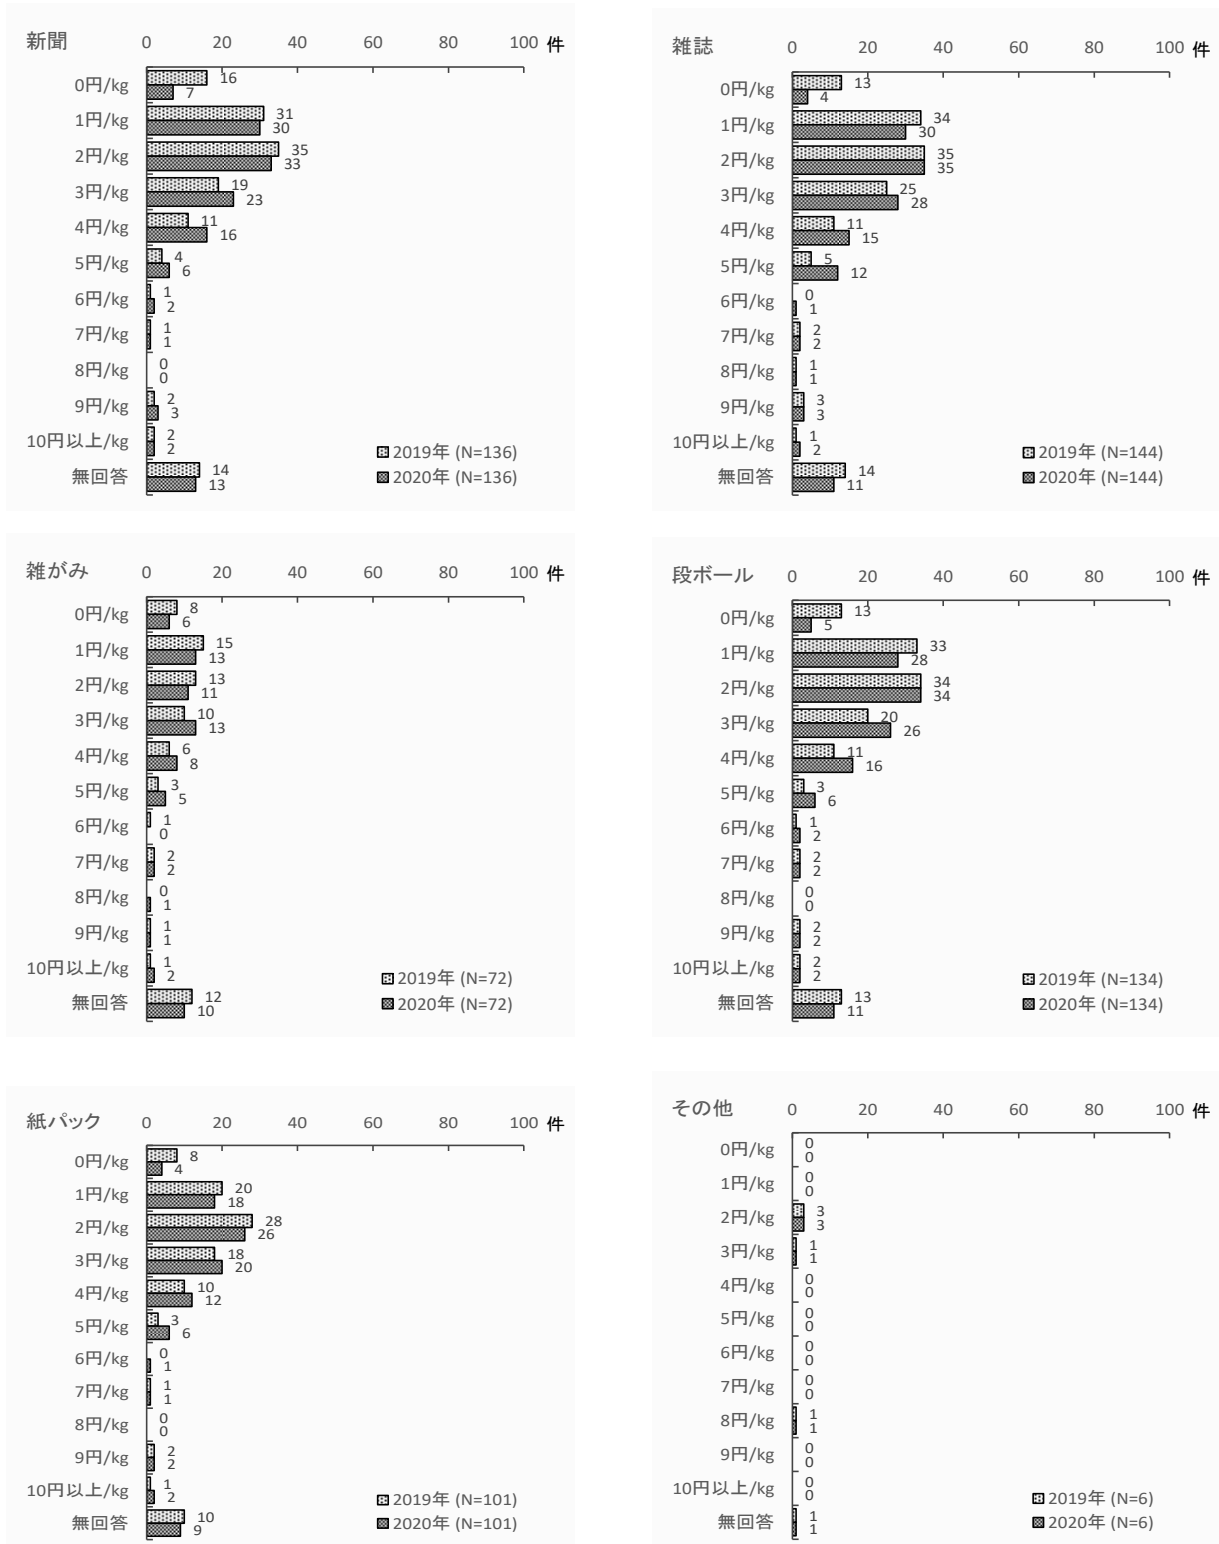 新聞
0 20 40 60 80 100 件
0円/kg 16
7
1円/kg 31
30
2円/kg 35
33
3円/kg 19
23
4円/kg 11
16
5円/kg 4
6
6円/kg 1
2
7円/kg 1
1
8円/kg 0
0
9円/kg 2
3
10円以上/kg 2
2
無回答 14
13
2019年 (N=136)
2020年 (N=136)
雑誌
0 20 40 60 80 100 件
0円/kg 13
4
1円/kg 34
30
2円/kg 35
35
3円/kg 25
28
4円/kg 11
15
5円/kg 5
12
6円/kg 0
1
7円/kg 2
2
8円/kg 1
1
9円/kg 3
3
10円以上/kg 1
2
無回答 14
11
2019年 (N=144)
2020年 (N=144)
雑がみ
0 20 40 60 80 100 件
0円/kg 8
6
1円/kg 15
13
2円/kg 13
11
3円/kg 10
13
4円/kg 6
8
5円/kg 3
5
6円/kg 1
0
7円/kg 2
2
8円/kg 0
1
9円/kg 1
1
10円以上/kg 1
2
無回答 12
10
2019年 (N=72)
2020年 (N=72)
段ボール
0 20 40 60 80 100 件
0円/kg 13
5
1円/kg 33
28
2円/kg 34
34
3円/kg 20
26
4円/kg 11
16
5円/kg 3
6
6円/kg 1
2
7円/kg 2
2
8円/kg 0
0
9円/kg 2
2
10円以上/kg 2
2
無回答 13
11
2019年 (N=134)
2020年 (N=134)
紙パック
0 20 40 60 80 100 件
0円/kg 8
4
1円/kg 20
18
2円/kg 28
26
3円/kg 18
20
4円/kg 10
12
5円/kg 3
6
6円/kg 0
1
7円/kg 1
1
8円/kg 0
0
9円/kg 2
2
10円以上/kg 1
2
無回答 10
9
2019年 (N=101)
2020年 (N=101)
その他
0 20 40 60 80 100 件
0円/kg 0
0
1円/kg 0
0
2円/kg 3
3
3円/kg 1
1
4円/kg 0
0
5円/kg 0
0
6円/kg 0
0
7円/kg 0
0
8円/kg 1
1
9円/kg 0
0
10円以上/kg 0
0
無回答 1
1
2019年 (N=6)
2020年 (N=6)